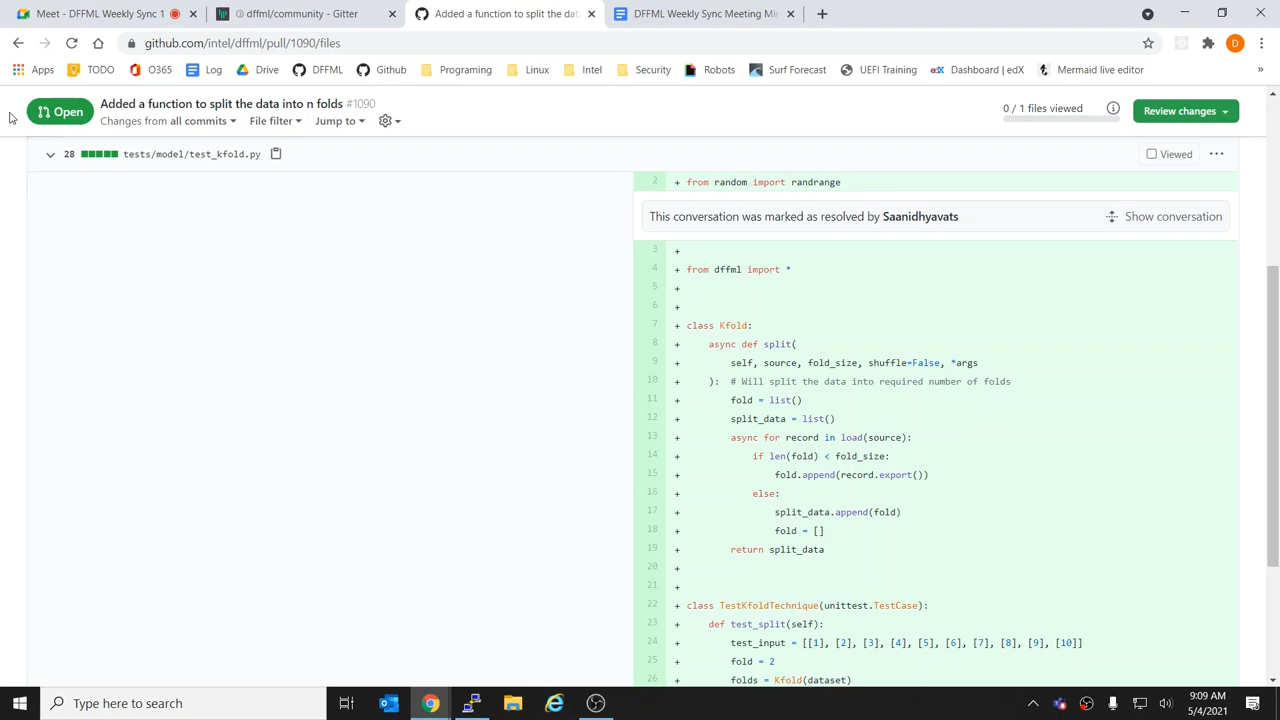 Meet - DFFML Weekly Sync 1
dffml/community - Gitter
Added a function to split the dat
DFFML Weekly Sync Meeting Min
github.com/intel/dffml/pull/1090/files
D
Apps
TODO
O365
Log
Drive
DFFML
Github
Programing
Linux
Intel
Security
Robots
Surf Forecast
UEFI Training
edX
Dashboard | edX
Mermaid live editor
»
Open
Added a function to split the data into n folds #1090
Changes from all commits
File filter
Jump to
0 / 1 files viewed
Review changes
28
tests/model/test_kfold.py
Viewed
2 + from random import randrange
This conversation was marked as resolved by Saanidhyavats
Show conversation
3 +
4 + from dffml import *
5 +
6 +
7 + class Kfold:
8 + async def split(
9 + self, source, fold_size, shuffle=False, *args
10 + ): # Will split the data into required number of folds
11 + fold = list()
12 + split_data = list()
13 + async for record in load(source):
14 + if len(fold) < fold_size:
15 + fold.append(record.export())
16 + else:
17 + split_data.append(fold)
18 + fold = []
19 + return split_data
20 +
21 +
22 + class TestKfoldTechnique(unittest.TestCase):
23 + def test_split(self):
24 + test_input = [[1], [2], [3], [4], [5], [6], [7], [8], [9], [10]]
25 + fold = 2
26 + folds = Kfold(dataset)
Type here to search
9:09 AM
5/4/2021